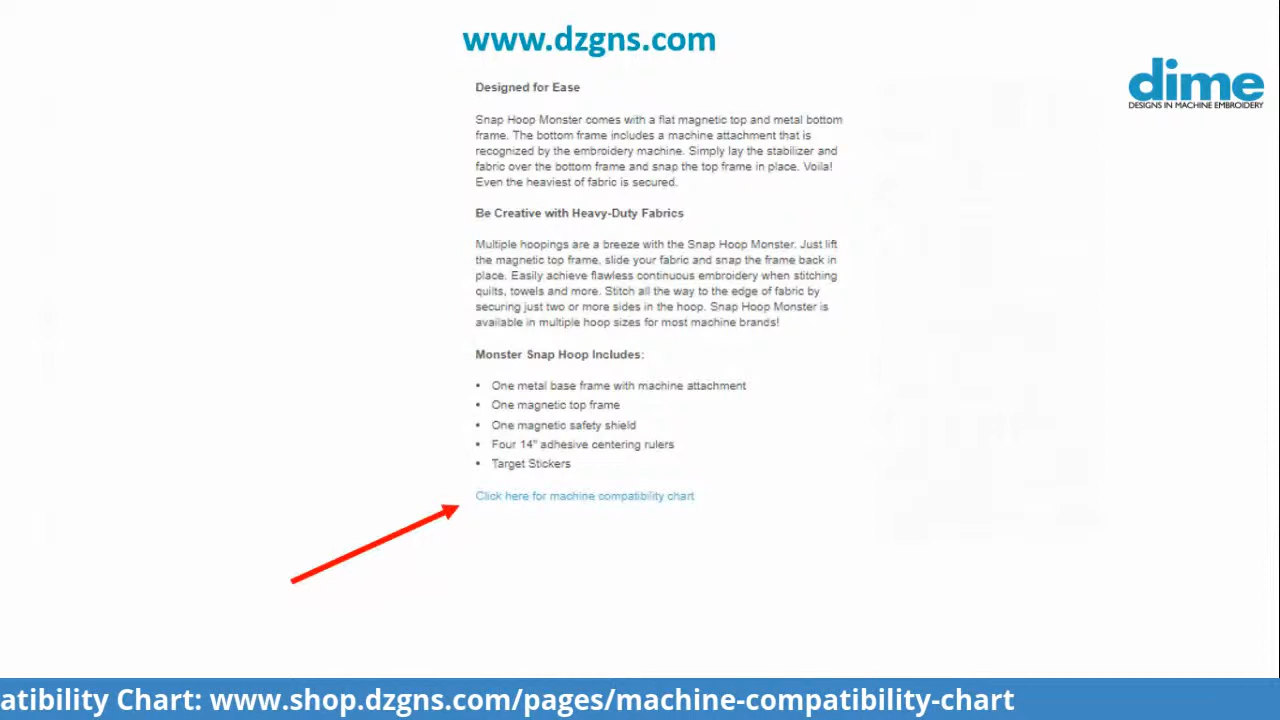 www.dzgns.com
dime
DESIGNS IN MACHINE EMBROIDERY
Designed for Ease
Snap Hoop Monster comes with a flat magnetic top and metal bottom
frame. The bottom frame includes a machine attachment that is
recognized by the embroidery machine. Simply lay the stabilizer and
fabric over the bottom frame and snap the top frame in place. Voila!
Even the heaviest of fabric is secured.
Be Creative with Heavy-Duty Fabrics
Multiple hoopings are a breeze with the Snap Hoop Monster. Just lift
the magnetic top frame, slide your fabric and snap the frame back in
place. Easily achieve flawless continuous embroidery when stitching
quilts, towels and more. Stitch all the way to the edge of fabric by
securing just two or more sides in the hoop. Snap Hoop Monster is
available in multiple hoop sizes for most machine brands!
Monster Snap Hoop Includes:
• One metal base frame with machine attachment
• One magnetic top frame
• One magnetic safety shield
• Four 14" adhesive centering rulers
• Target Stickers
Click here for machine compatibility chart
atibility Chart: www.shop.dzgns.com/pages/machine-compatibility-chart